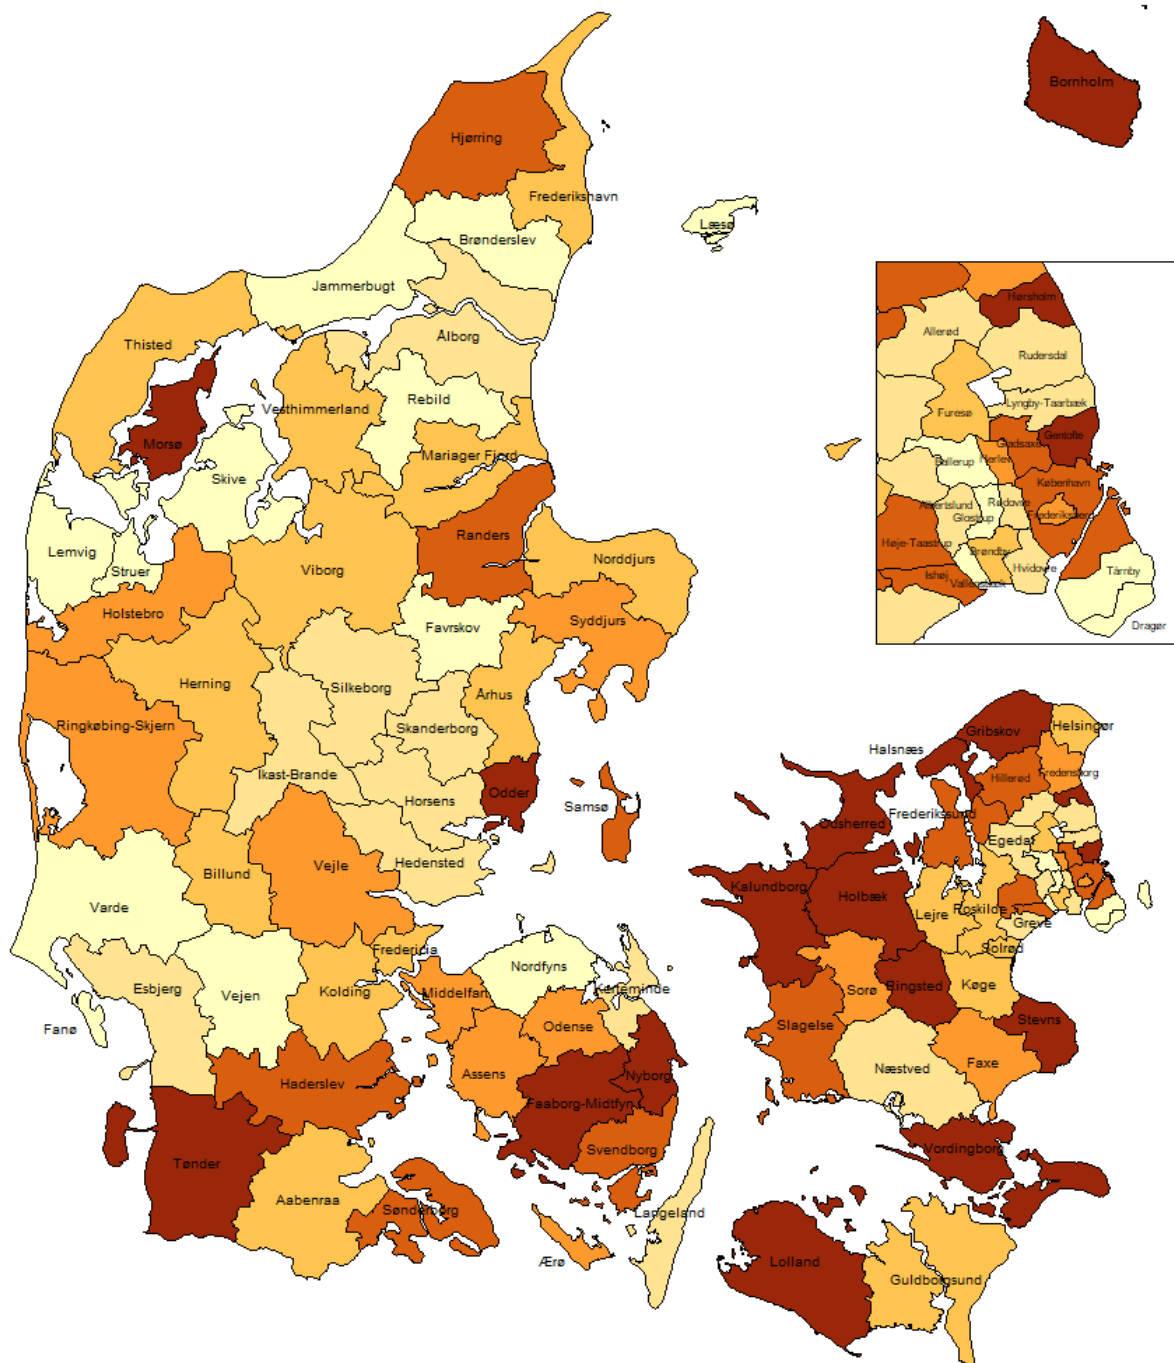 Bornholm
Hjørring
Frederikshavn
Læsø
Brønderslev
Jammerbugt
Hørsholm
Allerød
Ålborg
Thisted
Rudersdal
Rebild
Lyngby-Taarbæk
Vesthimmerland
Furesø
Morsø
Gladsaxe
Gentofte
Mariager Fjord
Ballerup
Herlev
Skive
København
Albertslund
Rødovre
Glostrup
Frederiksberg
Randers
Høje-Taastrup
Lemvig
Brøndby
Norddjurs
Struer
Viborg
Hvidovre
Ishøj
Vallensbæk
Tårnby
Holstebro
Syddjurs
Favrskov
Dragør
Herning
Silkeborg
Århus
Ringkøbing-Skjern
Skanderborg
Gribskov
Helsingør
Halsnæs
Ikast-Brande
Hillerød
Fredensborg
Odder
Horsens
Samsø
Frederikssund
Odsherred
Egedal
Vejle
Hedensted
Billund
Kalundborg
Holbæk
Varde
Lejre
Roskilde
Greve
Fredericia
Solrød
Nordfyns
Esbjerg
Vejen
Kolding
Middelfart
Kerteminde
Sorø
Ringsted
Køge
Fanø
Odense
Slagelse
Stevns
Haderslev
Assens
Nyborg
Næstved
Faxe
Faaborg-Midtfyn
Svendborg
Vordingborg
Tønder
Aabenraa
Sønderborg
Langeland
Ærø
Lolland
Guldborgsund